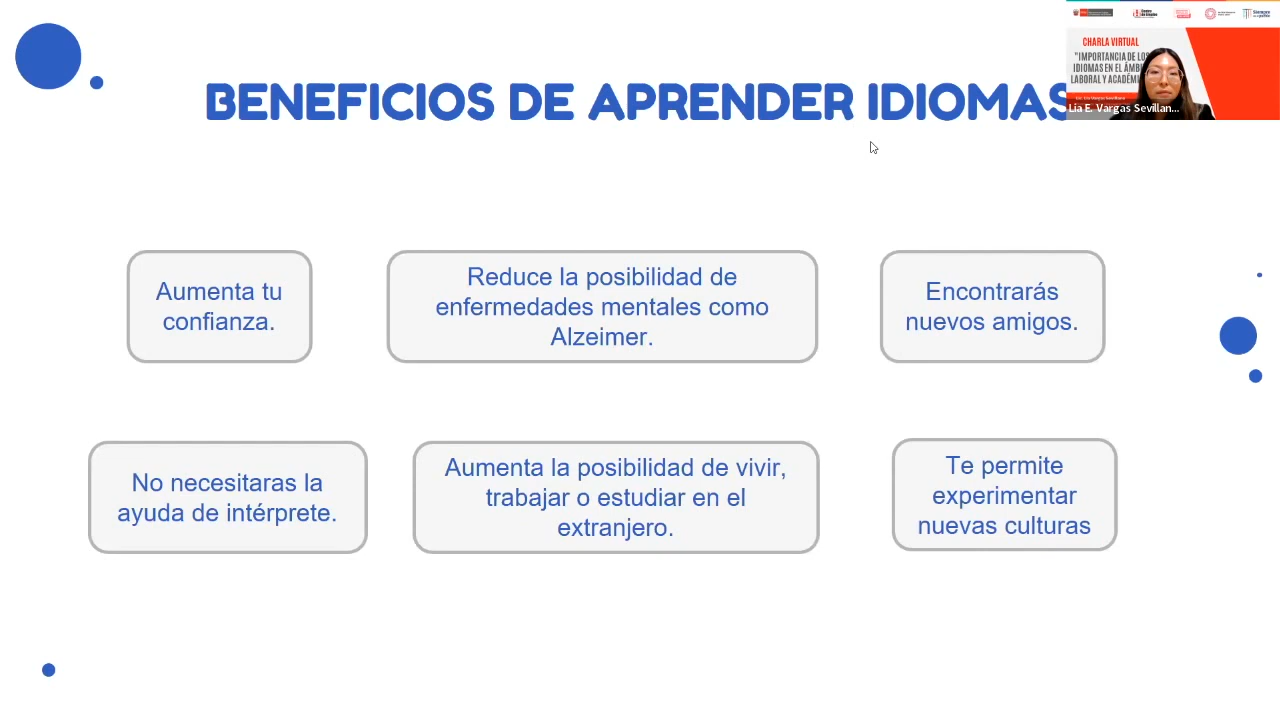 BENEFICIOS DE APRENDER IDIOMAS
CHARLA VIRTUAL
"IMPORTANCIA DE LOS
IDIOMAS EN EL
LABORAL Y
Lia E. Vargas Sevillan...
Aumenta tu
confianza.
Reduce la posibilidad de
enfermedades mentales como
Alzeimer.
Encontrarás
nuevos amigos.
No necesitaras la
ayuda de intérprete.
Aumenta la posibilidad de vivir,
trabajar o estudiar en el
extranjero.
Te permite
experimentar
nuevas culturas